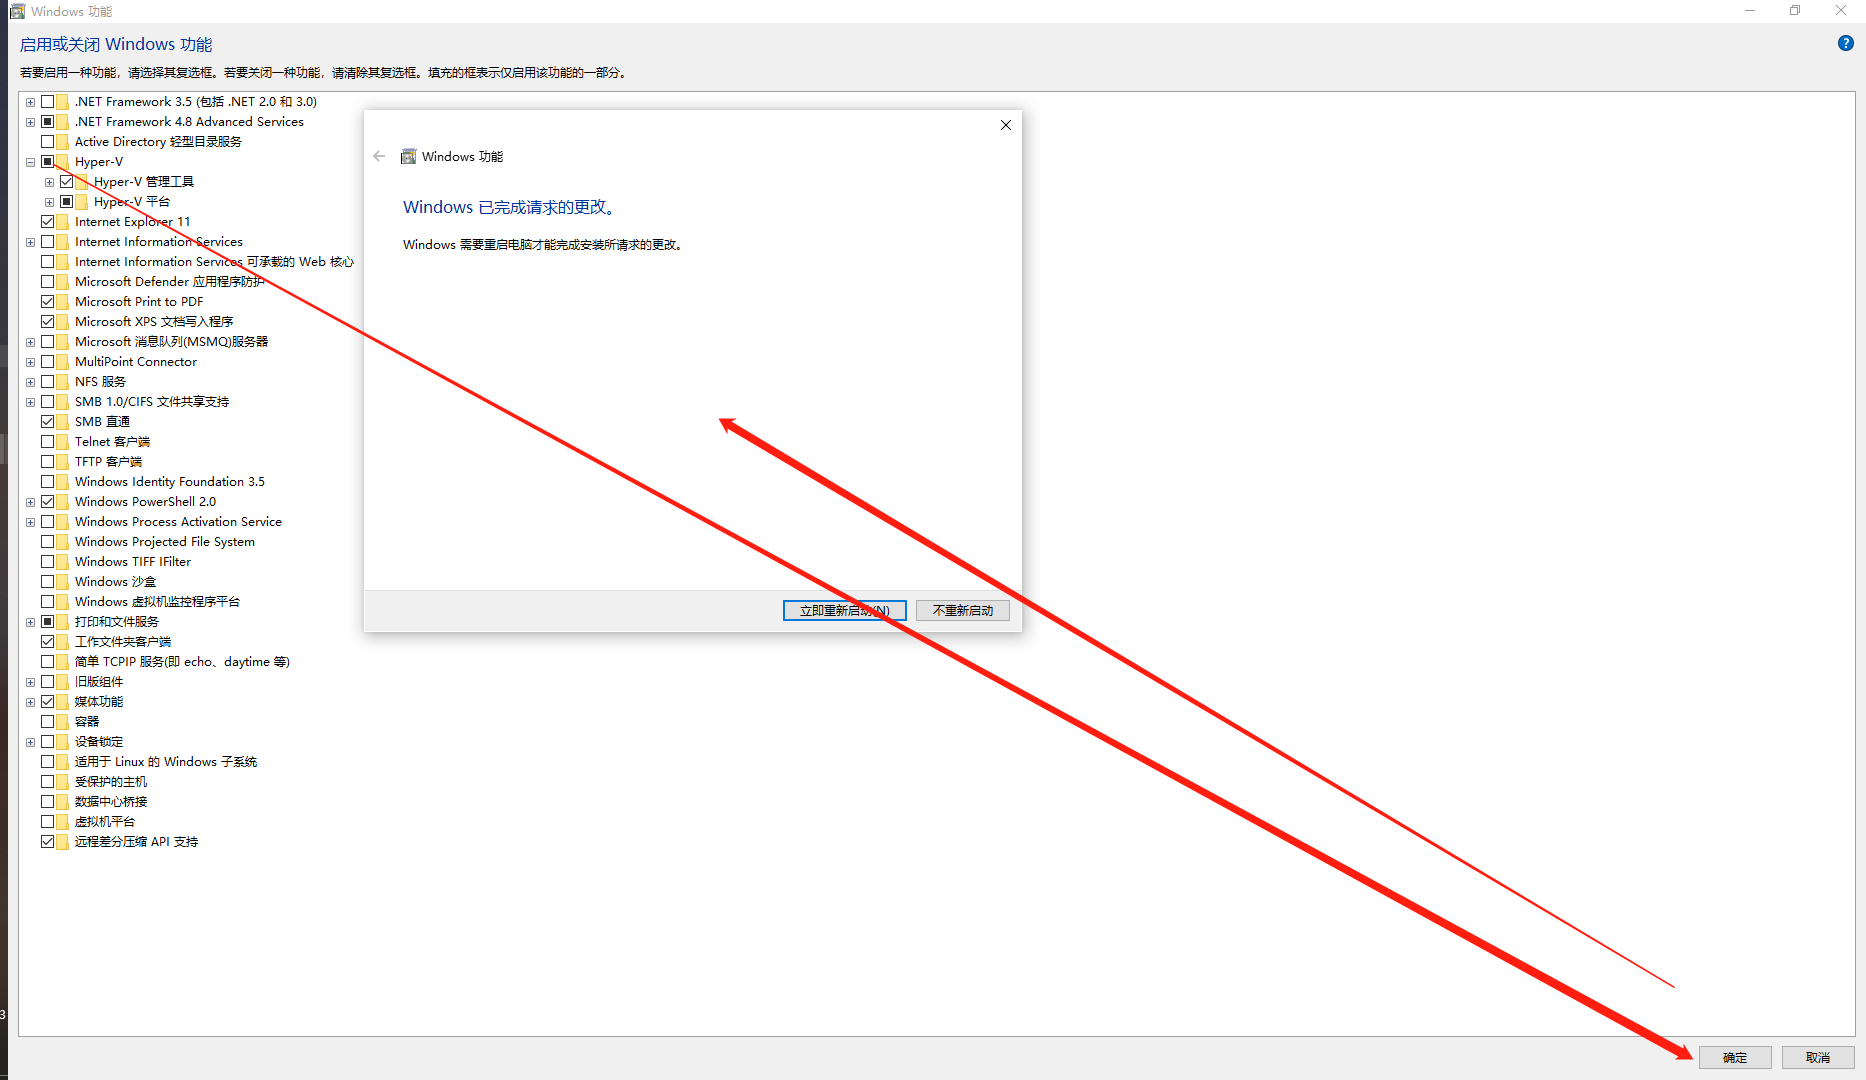 Windows 功能
启用或关闭 Windows 功能
?
若要启用一种功能，请选择其复选框。若要关闭一种功能，请清除其复选框。填充的框表示仅启用该功能的一部分。
.NET Framework 3.5 (包括 .NET 2.0 和 3.0)
.NET Framework 4.8 Advanced Services
Active Directory 轻型目录服务
Hyper-V
Hyper-V 管理工具
Hyper-V 平台
Internet Explorer 11
Internet Information Services
Internet Information Services 可承载的 Web 核心
Microsoft Defender 应用程序防护
Microsoft Print to PDF
Microsoft XPS 文档写入程序
Microsoft 消息队列(MSMQ)服务器
MultiPoint Connector
NFS 服务
SMB 1.0/CIFS 文件共享支持
SMB 直通
Telnet 客户端
TFTP 客户端
Windows Identity Foundation 3.5
Windows PowerShell 2.0
Windows Process Activation Service
Windows Projected File System
Windows TIFF IFilter
Windows 沙盒
Windows 虚拟机监控程序平台
打印和文件服务
工作文件夹客户端
简单 TCPIP 服务(即 echo、daytime 等)
旧版组件
媒体功能
容器
设备锁定
适用于 Linux 的 Windows 子系统
受保护的主机
数据中心桥接
虚拟机平台
远程差分压缩 API 支持
Windows 功能
Windows 已完成请求的更改。
Windows 需要重启电脑才能完成安装所请求的更改。
立即重新启动(N)
不重新启动
3
确定
取消